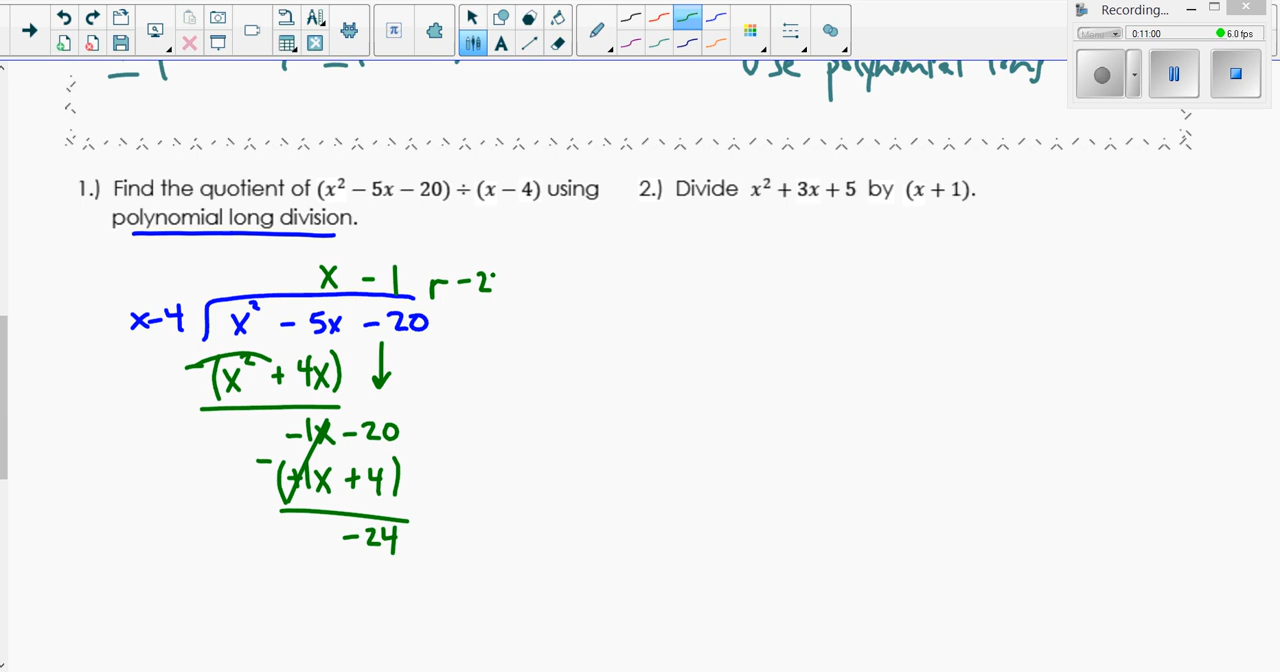 Recording...
Menu 0:11:00 6.0 fps
A
use polynomial long
1.) Find the quotient of (x² − 5x − 20) ÷ (x − 4) using
polynomial long division.
2.) Divide x² + 3x + 5 by (x + 1).
x − 1 r −2
x−4 x² − 5x − 20
−(x² + 4x)
−1x − 20
−(+1x + 4)
−24